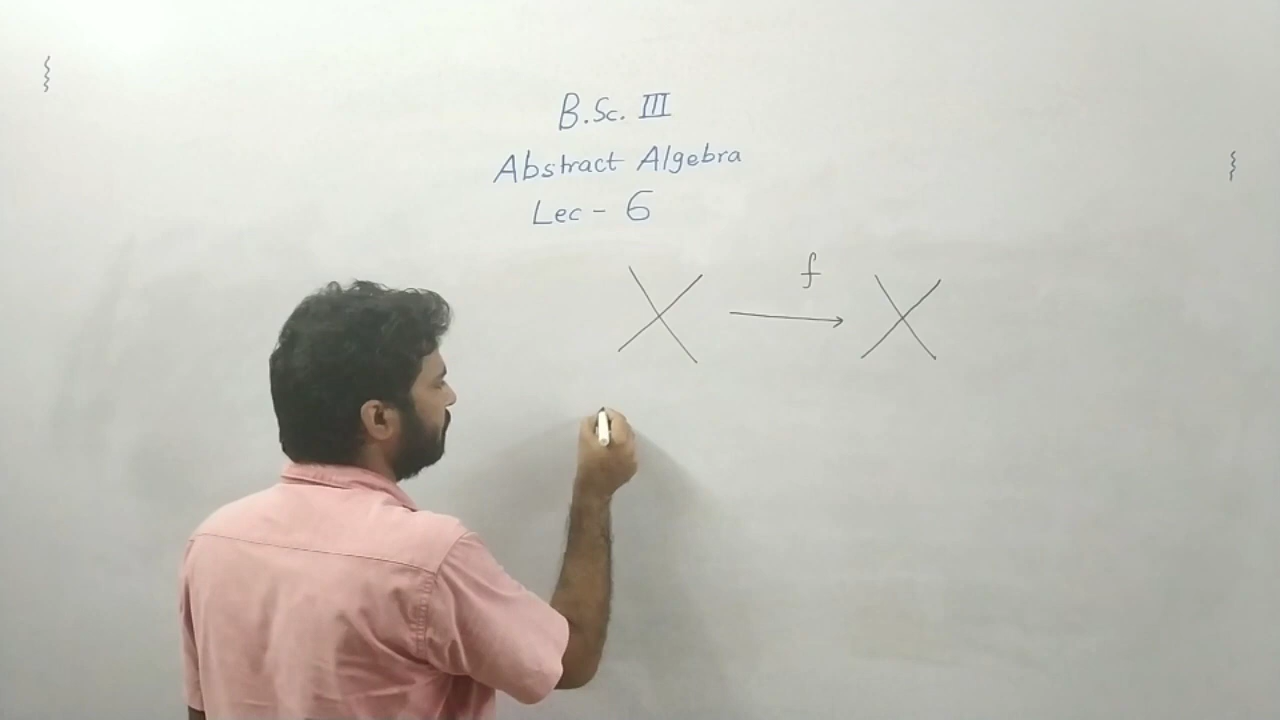 B.Sc. III
Abstract Algebra
Lec - 6
f
X → X